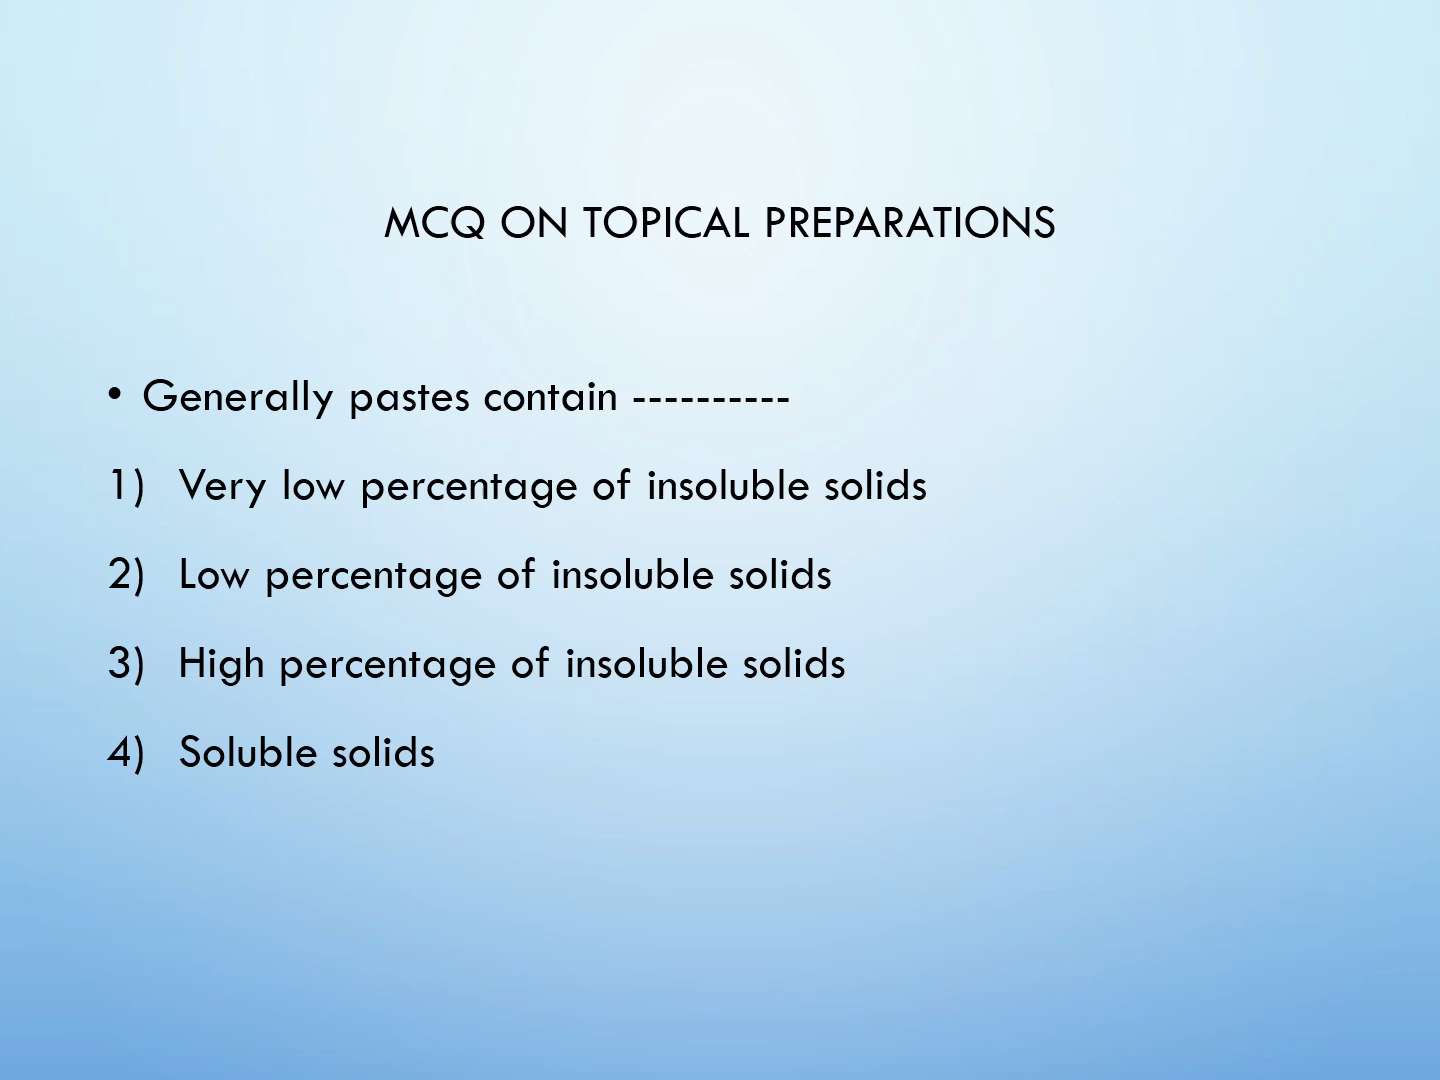 MCQ ON TOPICAL PREPARATIONS
• Generally pastes contain ----------
1) Very low percentage of insoluble solids
2) Low percentage of insoluble solids
3) High percentage of insoluble solids
4) Soluble solids